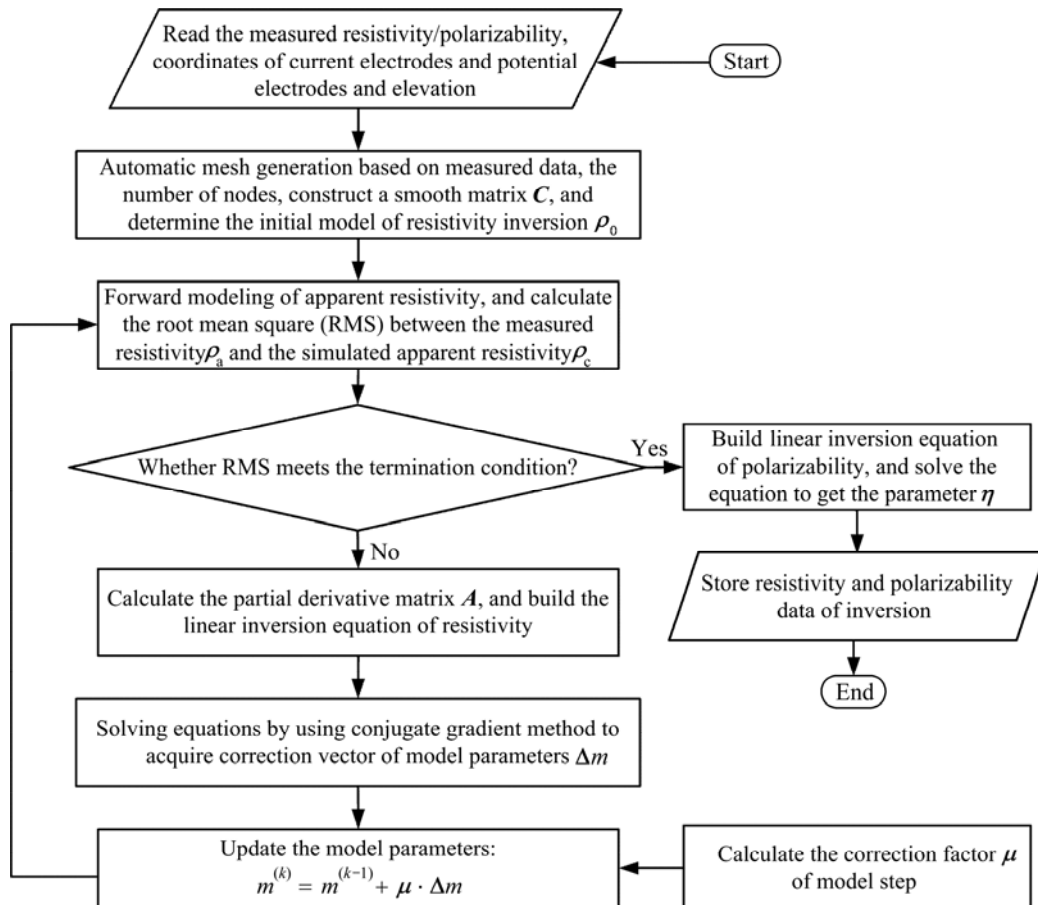 Read the measured resistivity/polarizability,
coordinates of current electrodes and potential
electrodes and elevation
Start
Automatic mesh generation based on measured data, the
number of nodes, construct a smooth matrix C, and
determine the initial model of resistivity inversion ρ₀
Forward modeling of apparent resistivity, and calculate
the root mean square (RMS) between the measured
resistivity ρₐ and the simulated apparent resistivity ρ_c
Whether RMS meets the termination condition?
Yes
Build linear inversion equation
of polarizability, and solve the
equation to get the parameter η
No
Store resistivity and polarizability
data of inversion
End
Calculate the partial derivative matrix A, and build the
linear inversion equation of resistivity
Solving equations by using conjugate gradient method to
acquire correction vector of model parameters Δm
Update the model parameters:
m^(k) = m^(k−1) + μ · Δm
Calculate the correction factor μ
of model step